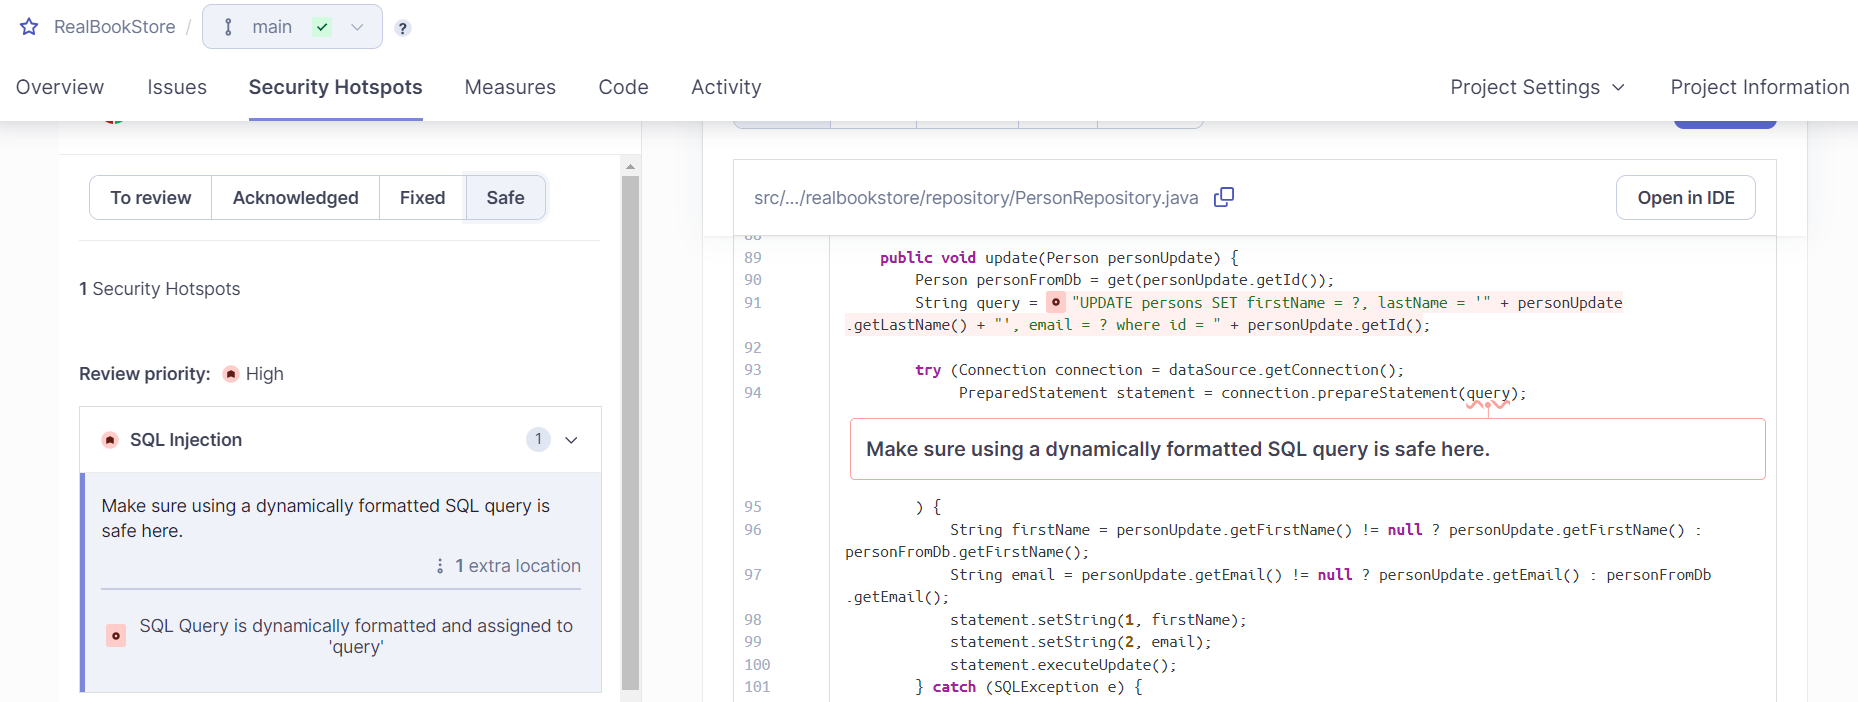 RealBookStore / main ?
Overview Issues Security Hotspots Measures Code Activity Project Settings Project Information
To review Acknowledged Fixed Safe
1 Security Hotspots
Review priority: High
SQL Injection 1
Make sure using a dynamically formatted SQL query is
safe here.
1 extra location
SQL Query is dynamically formatted and assigned to
'query'
src/.../realbookstore/repository/PersonRepository.java Open in IDE
89 public void update(Person personUpdate) {
90 Person personFromDb = get(personUpdate.getId());
91 String query = "UPDATE persons SET firstName = ?, lastName = '" + personUpdate
.getLastName() + "', email = ? where id = " + personUpdate.getId();
92
93 try (Connection connection = dataSource.getConnection();
94 PreparedStatement statement = connection.prepareStatement(query);
Make sure using a dynamically formatted SQL query is safe here.
95 ) {
96 String firstName = personUpdate.getFirstName() != null ? personUpdate.getFirstName() :
personFromDb.getFirstName();
97 String email = personUpdate.getEmail() != null ? personUpdate.getEmail() : personFromDb
.getEmail();
98 statement.setString(1, firstName);
99 statement.setString(2, email);
100 statement.executeUpdate();
101 } catch (SQLException e) {